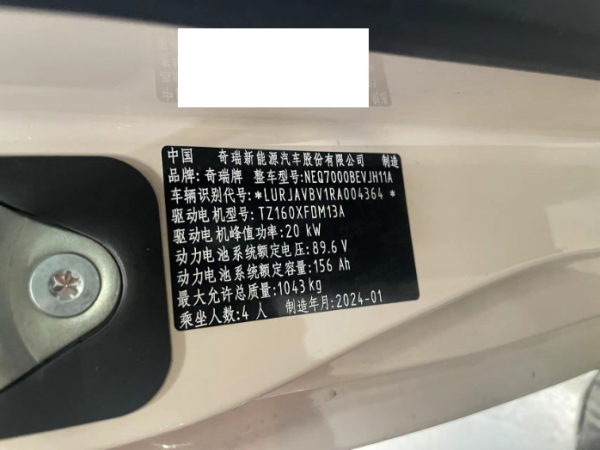 中国 奇瑞新能源汽车股份有限公司 制造
品牌:奇瑞牌 整车型号:NEQ7000BEVJH11A
车辆识别代号:*LURJAVBV1RA004364*
驱动电机型号:TZ160XFDM13A
驱动电机峰值功率:20 kW
动力电池系统额定电压:89.6 V
动力电池系统额定容量:156 Ah
最大允许总质量:1043kg
乘坐人数:4 人 制造年月:2024-01